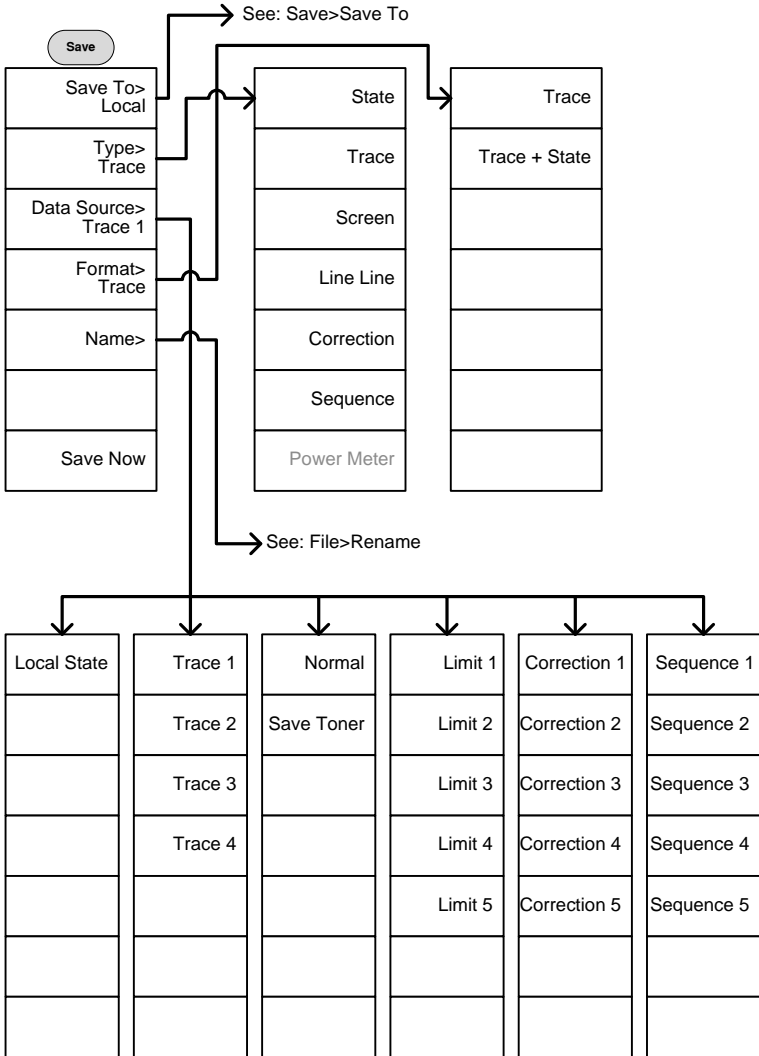 See: Save>Save To
Save
Save To>
Local
Type>
Trace
Data Source>
Trace 1
Format>
Trace
Name>
Save Now
State
Trace
Screen
Line Line
Correction
Sequence
Power Meter
Trace
Trace + State
See: File>Rename
Local State
Trace 1
Trace 2
Trace 3
Trace 4
Normal
Save Toner
Limit 1
Limit 2
Limit 3
Limit 4
Limit 5
Correction 1
Correction 2
Correction 3
Correction 4
Correction 5
Sequence 1
Sequence 2
Sequence 3
Sequence 4
Sequence 5